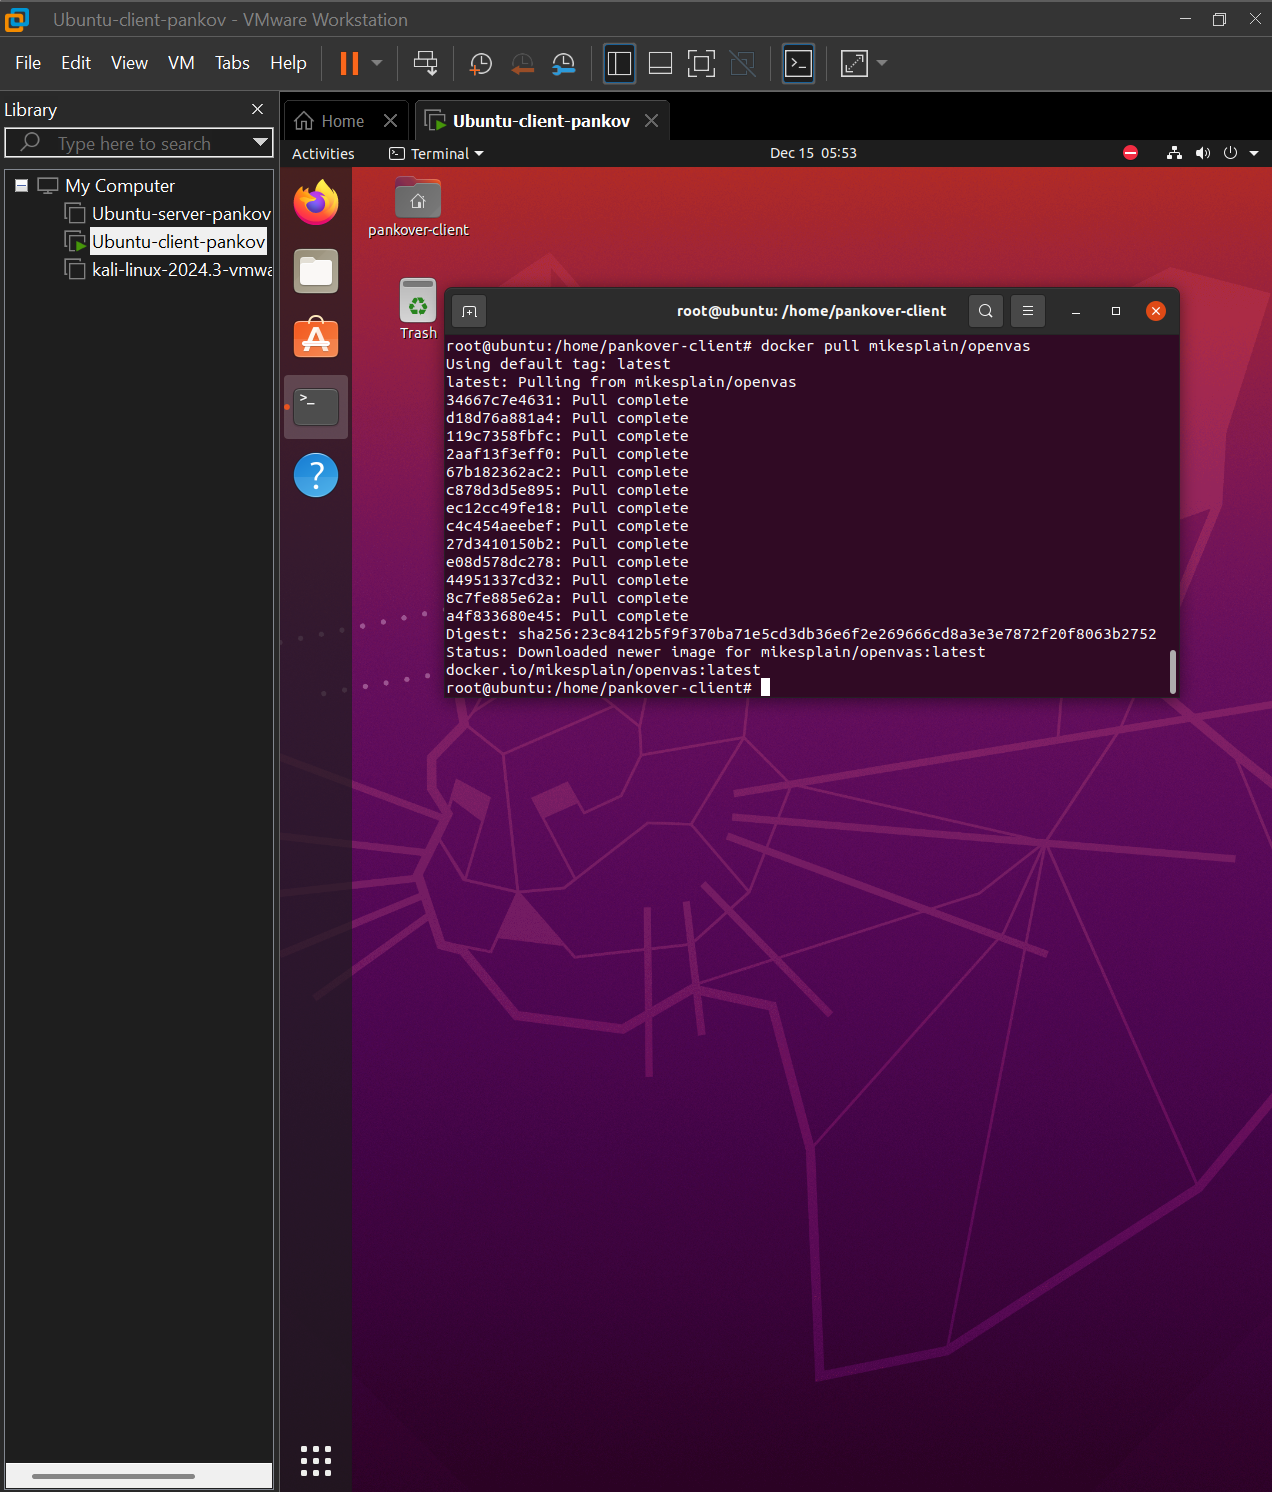 Ubuntu-client-pankov - VMware Workstation
File Edit View VM Tabs Help
Library
Type here to search
My Computer
Ubuntu-server-pankov
Ubuntu-client-pankov
kali-linux-2024.3-vmwa
Home
Ubuntu-client-pankov
Activities
Terminal
Dec 15 05:53
pankover-client
Trash
root@ubuntu: /home/pankover-client
root@ubuntu:/home/pankover-client# docker pull mikesplain/openvas
Using default tag: latest
latest: Pulling from mikesplain/openvas
34667c7e4631: Pull complete
d18d76a881a4: Pull complete
119c7358fbfc: Pull complete
2aaf13f3eff0: Pull complete
67b182362ac2: Pull complete
c878d3d5e895: Pull complete
ec12cc49fe18: Pull complete
c4c454aeebef: Pull complete
27d3410150b2: Pull complete
e08d578dc278: Pull complete
44951337cd32: Pull complete
8c7fe885e62a: Pull complete
a4f833680e45: Pull complete
Digest: sha256:23c8412b5f9f370ba71e5cd3db36e6f2e269666cd8a3e3e7872f20f8063b2752
Status: Downloaded newer image for mikesplain/openvas:latest
docker.io/mikesplain/openvas:latest
root@ubuntu:/home/pankover-client#